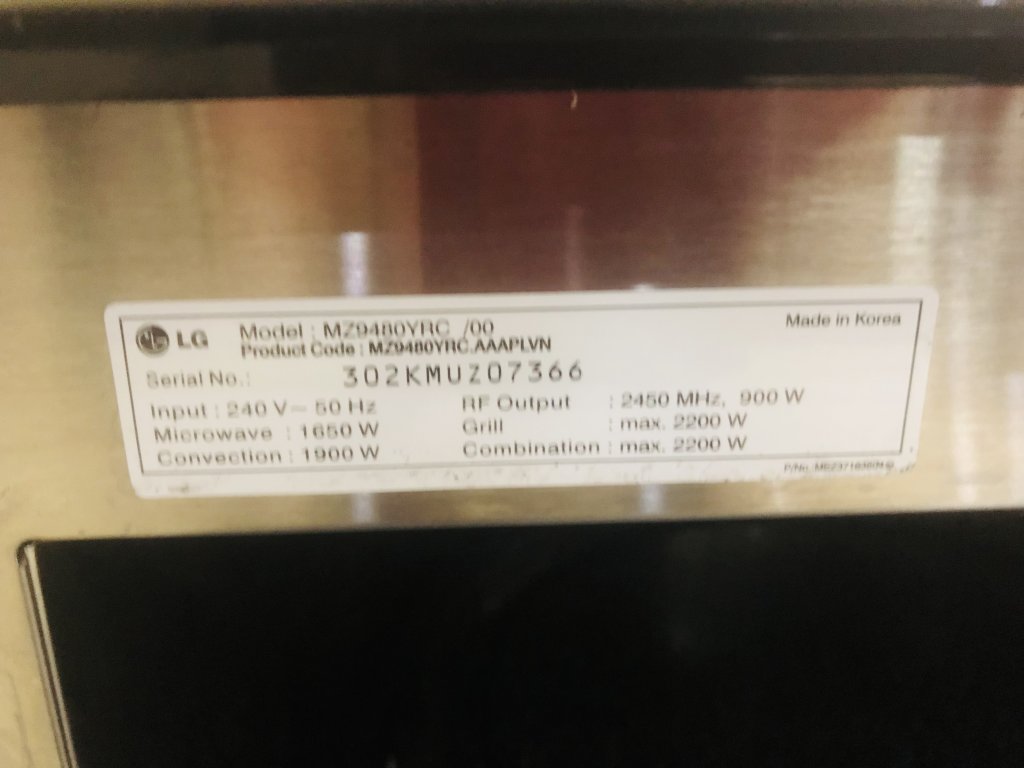 LG
Model : MZ9480YRC /00
Made in Korea
Product Code : MZ9480YRC.AAAPLVN
Serial No.: 302KMUZ07366
Input : 240 V~ 50 Hz
RF Output : 2450 MHz, 900 W
Microwave : 1650 W
Grill : max. 2200 W
Convection : 1900 W
Combination : max. 2200 W
P/No.